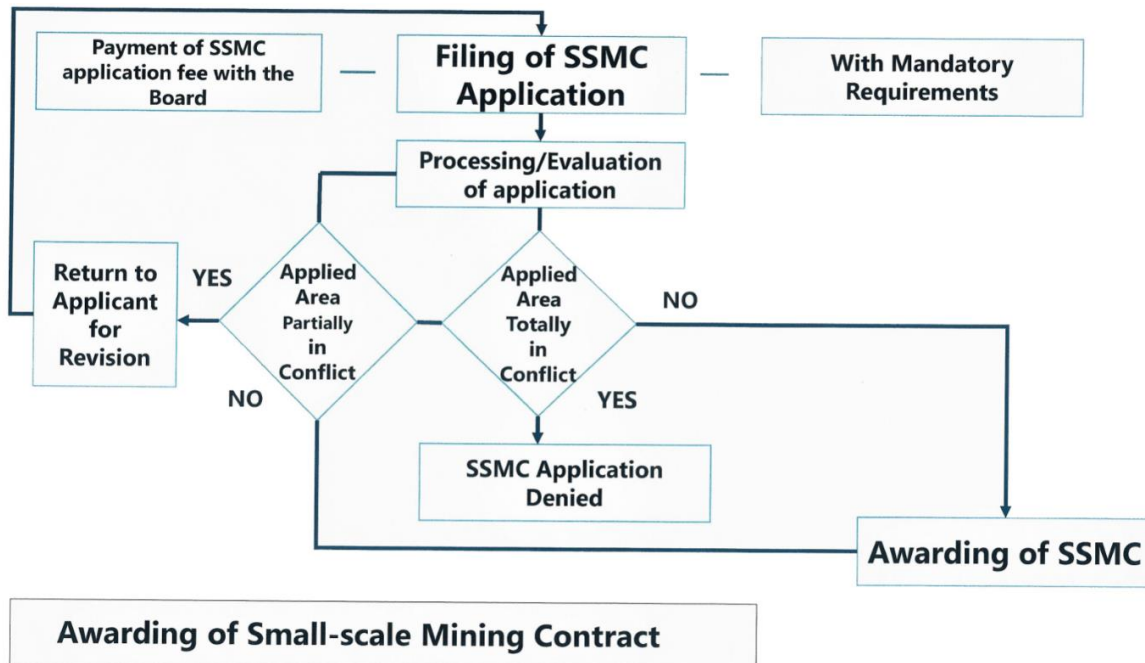 Payment of SSMC
application fee with the
Board
Filing of SSMC
Application
With Mandatory
Requirements
Processing/Evaluation
of application
Return to
Applicant
for
Revision
YES
Applied
Area
Partially
in
Conflict
NO
Applied
Area
Totally
in
Conflict
NO
YES
SSMC Application
Denied
Awarding of SSMC
Awarding of Small-scale Mining Contract